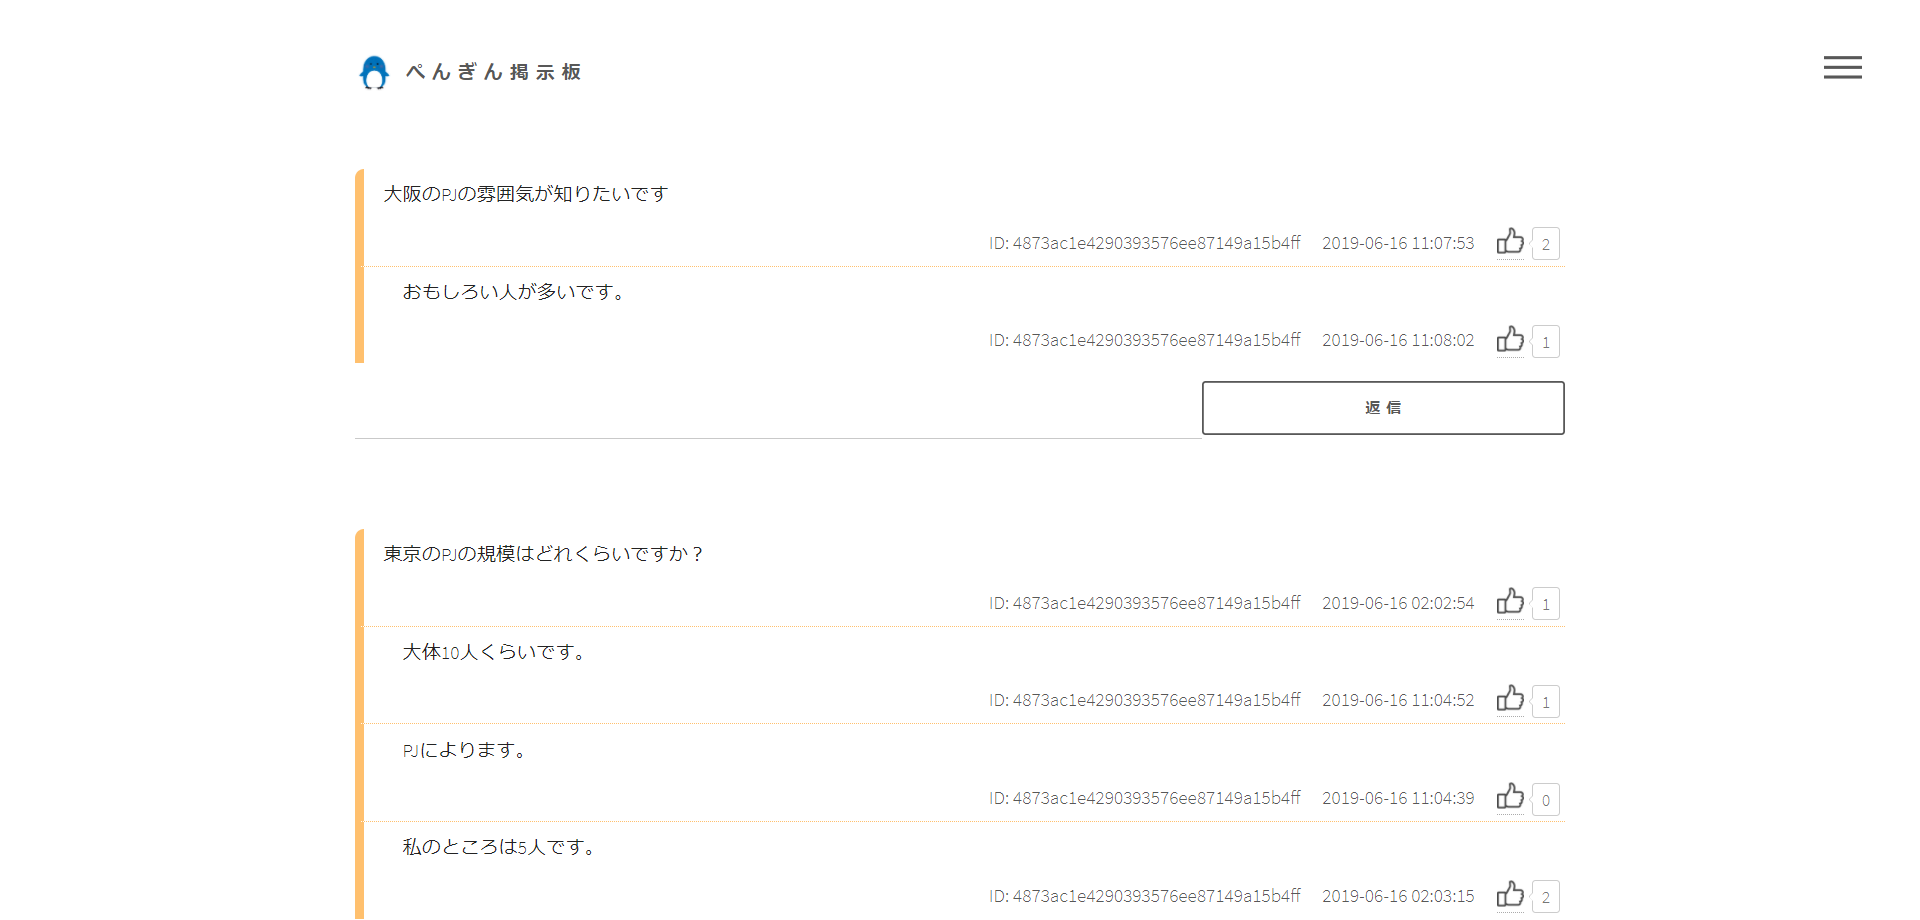 ぺんぎん掲示板
大阪のPJの雰囲気が知りたいです
ID: 4873ac1e4290393576ee87149a15b4ff 2019-06-16 11:07:53 2
おもしろい人が多いです。
ID: 4873ac1e4290393576ee87149a15b4ff 2019-06-16 11:08:02 1
返信
東京のPJの規模はどれくらいですか？
ID: 4873ac1e4290393576ee87149a15b4ff 2019-06-16 02:02:54 1
大体10人くらいです。
ID: 4873ac1e4290393576ee87149a15b4ff 2019-06-16 11:04:52 1
PJによります。
ID: 4873ac1e4290393576ee87149a15b4ff 2019-06-16 11:04:39 0
私のところは5人です。
ID: 4873ac1e4290393576ee87149a15b4ff 2019-06-16 02:03:15 2